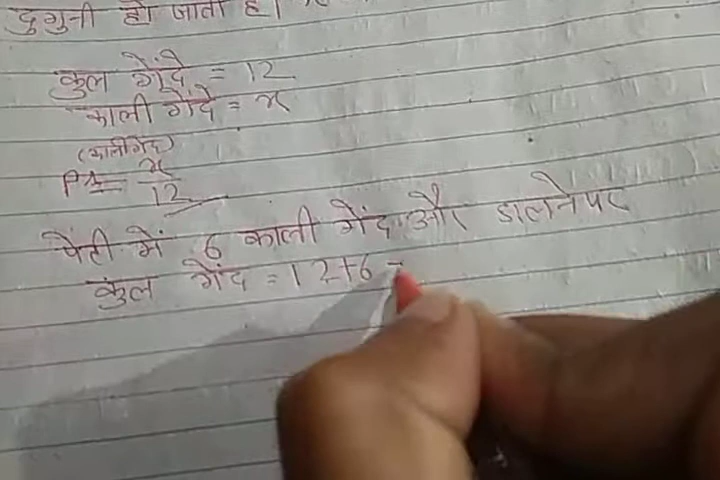 दुगुनी हो जाती है।
कुल गेंदे = 12
काली गेंदे = x
(काली गेंद)
P = x
12
पेटी में 6 काली गेंद और डालने पर
कुल गेंद = 12+6 =